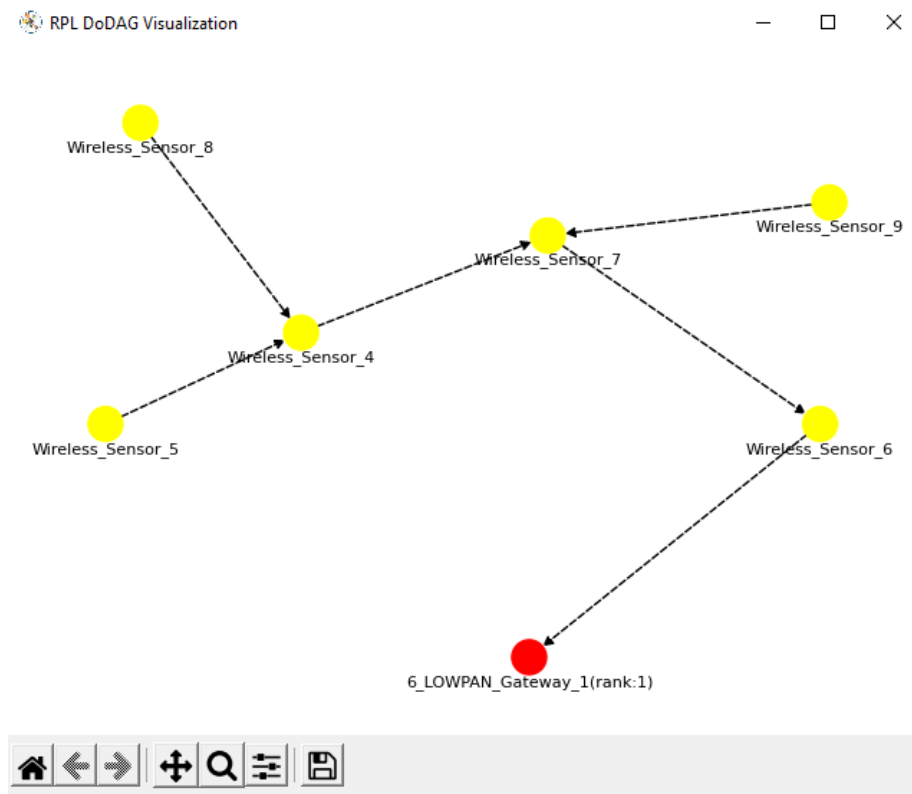 RPL DoDAG Visualization
Wireless_Sensor_8
Wireless_Sensor_9
Wireless_Sensor_7
Wireless_Sensor_4
Wireless_Sensor_5
Wireless_Sensor_6
6_LOWPAN_Gateway_1(rank:1)